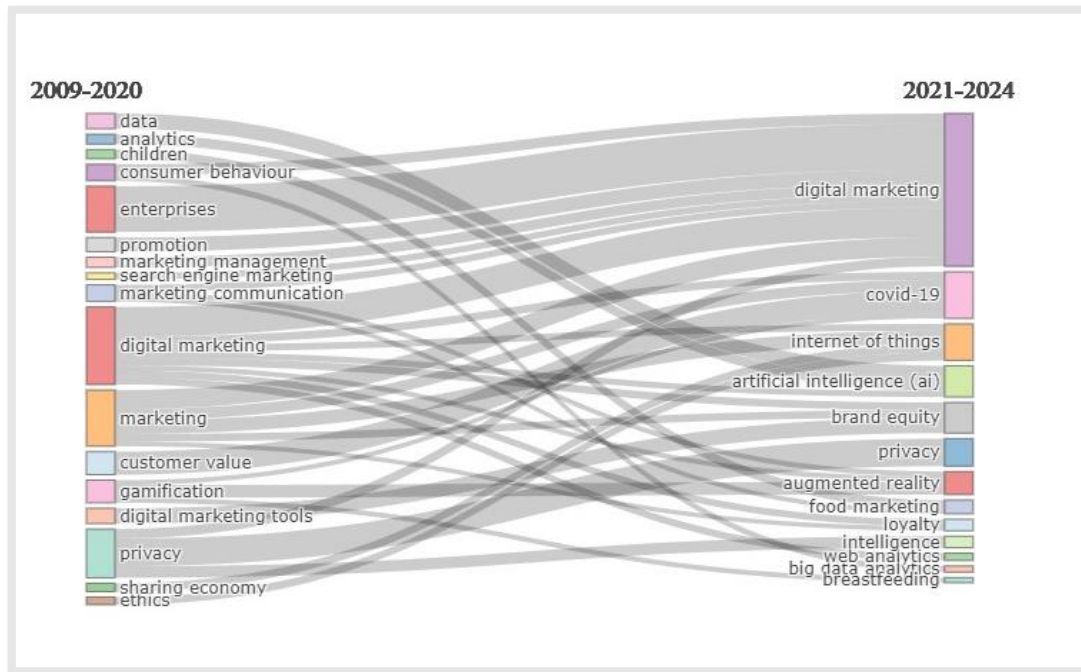 2009-2020
data
analytics
children
consumer behaviour
enterprises
promotion
marketing management
search engine marketing
marketing communication
digital marketing
marketing
customer value
gamification
digital marketing tools
privacy
sharing economy
ethics
2021-2024
digital marketing
covid-19
internet of things
artificial intelligence (ai)
brand equity
privacy
augmented reality
food marketing
loyalty
intelligence
web analytics
big data analytics
breastfeeding